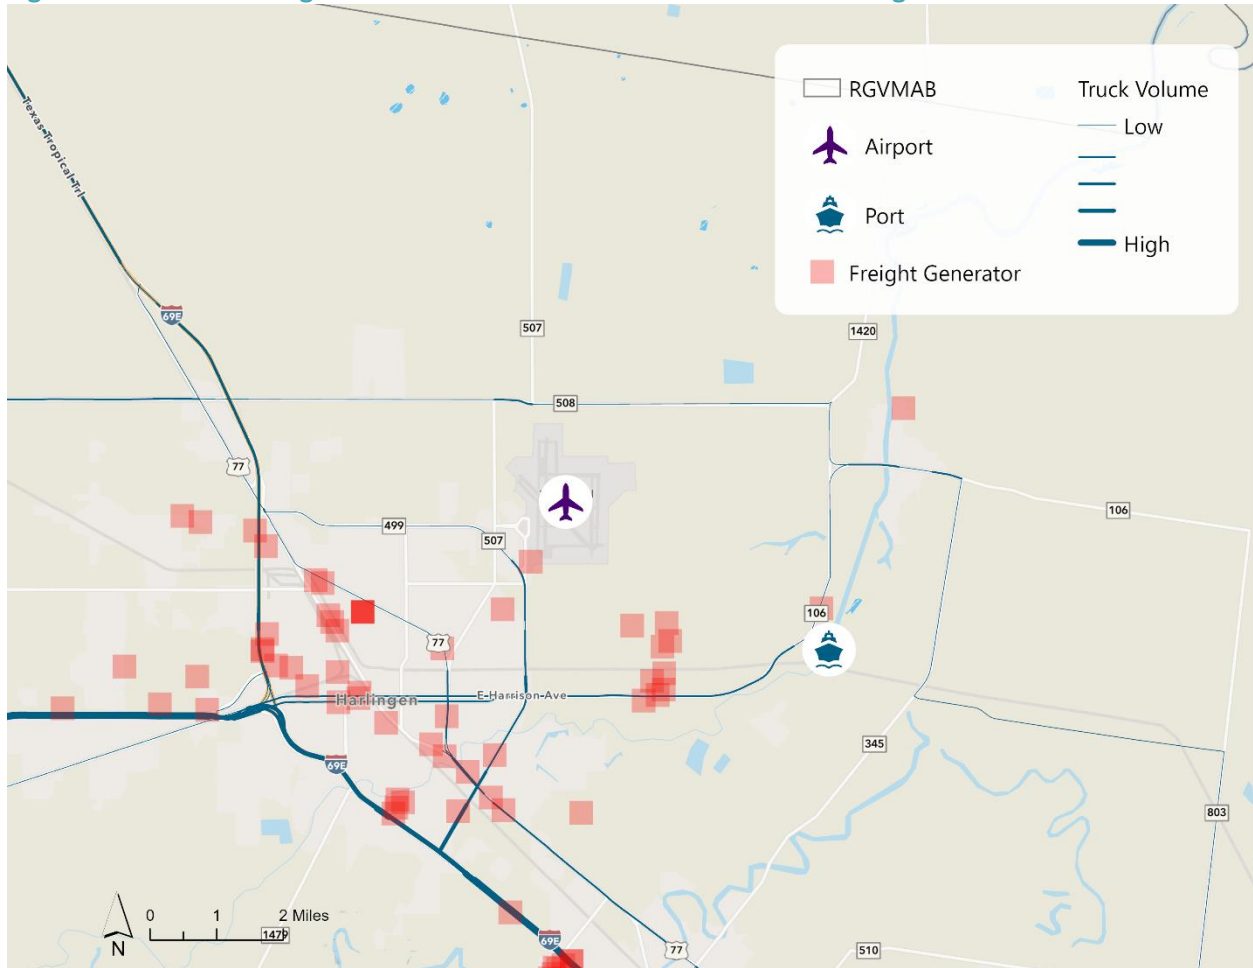 RGVMAB
Airport
Port
Freight Generator
Truck Volume
Low
High
Texas Tropical Trl
69E
507
1420
508
77
106
499
507
106
77
Harlingen
E Harrison Ave
69E
345
803
0 1 2 Miles
N
1479
69E
77
510